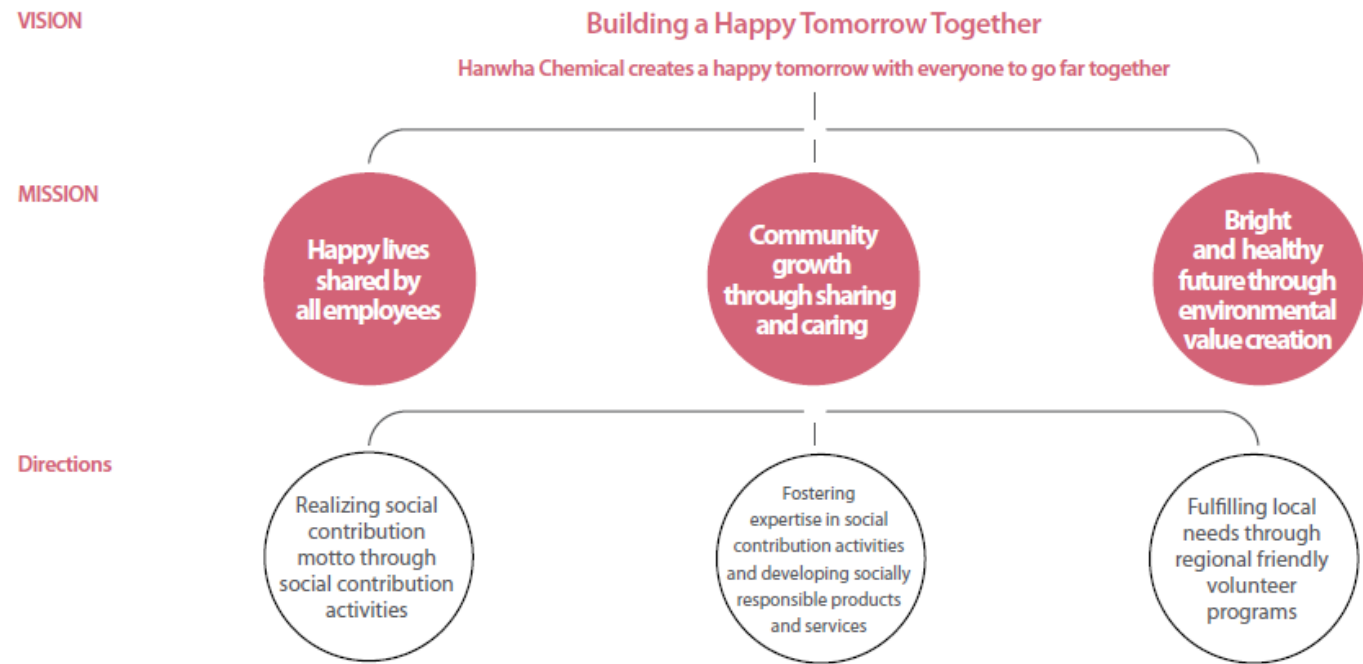 VISION
Building a Happy Tomorrow Together
Hanwha Chemical creates a happy tomorrow with everyone to go far together
MISSION
Happy lives
shared by
all employees
Community
growth
through sharing
and caring
Bright
and healthy
future through
environmental
value creation
Directions
Realizing social
contribution
motto through
social contribution
activities
Fostering
expertise in social
contribution activities
and developing socially
responsible products
and services
Fulfilling local
needs through
regional friendly
volunteer
programs